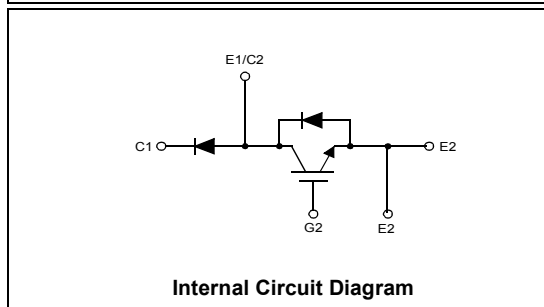 E1/C2
C1
E2
G2
E2
Internal Circuit Diagram